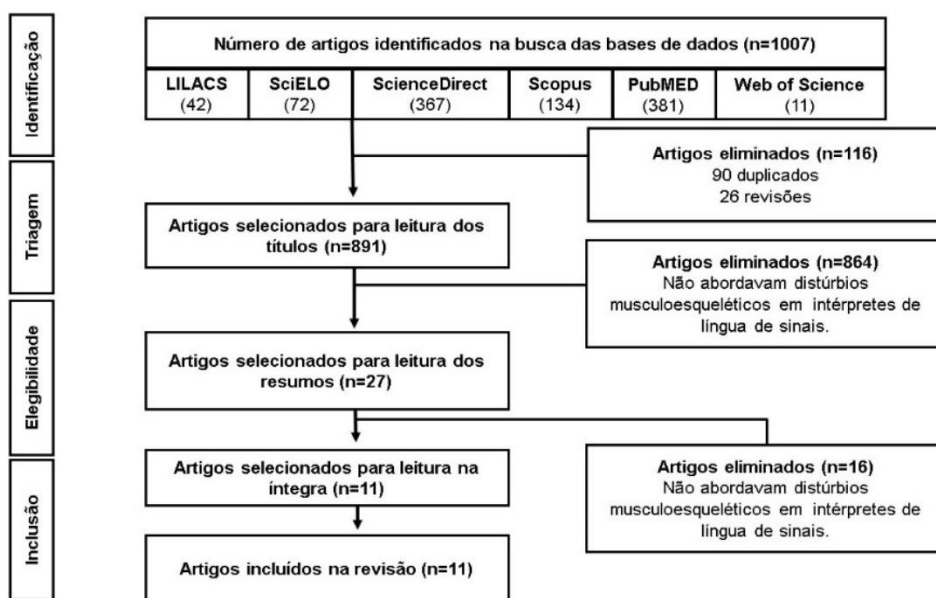 Identificação
Número de artigos identificados na busca das bases de dados (n=1007)
LILACS SciELO ScienceDirect Scopus PubMED Web of Science
(42) (72) (367) (134) (381) (11)
Artigos eliminados (n=116)
90 duplicados
26 revisões
Triagem
Artigos selecionados para leitura dos
títulos (n=891)
Artigos eliminados (n=864)
Não abordavam distúrbios
musculoesqueléticos em intérpretes de
língua de sinais.
Elegibilidade
Artigos selecionados para leitura dos
resumos (n=27)
Artigos eliminados (n=16)
Não abordavam distúrbios
musculoesqueléticos em intérpretes de
língua de sinais.
Inclusão
Artigos selecionados para leitura na
íntegra (n=11)
Artigos incluídos na revisão (n=11)